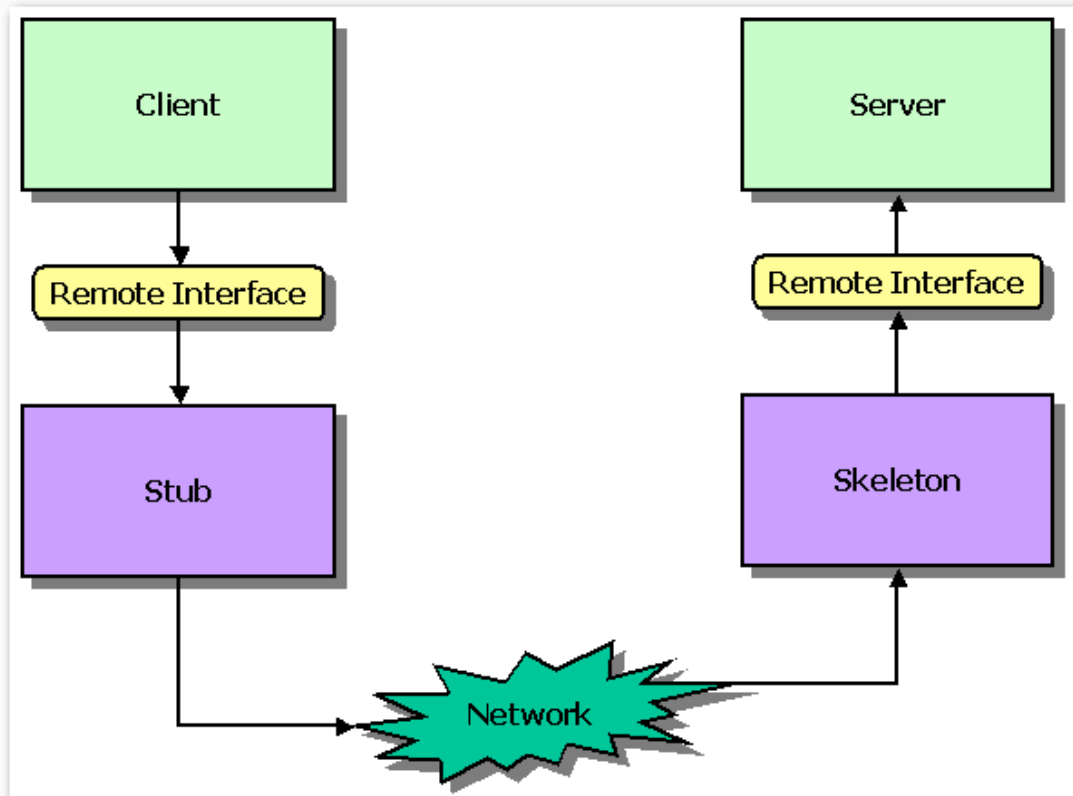 Client
Server
Remote Interface
Remote Interface
Stub
Skeleton
Network